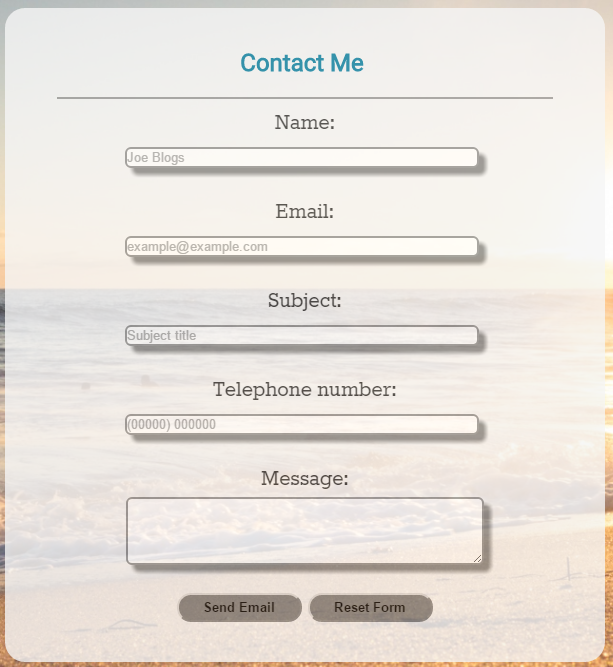 Contact Me
Name:
Joe Blogs
Email:
example@example.com
Subject:
Subject title
Telephone number:
(00000) 000000
Message:
Send Email Reset Form